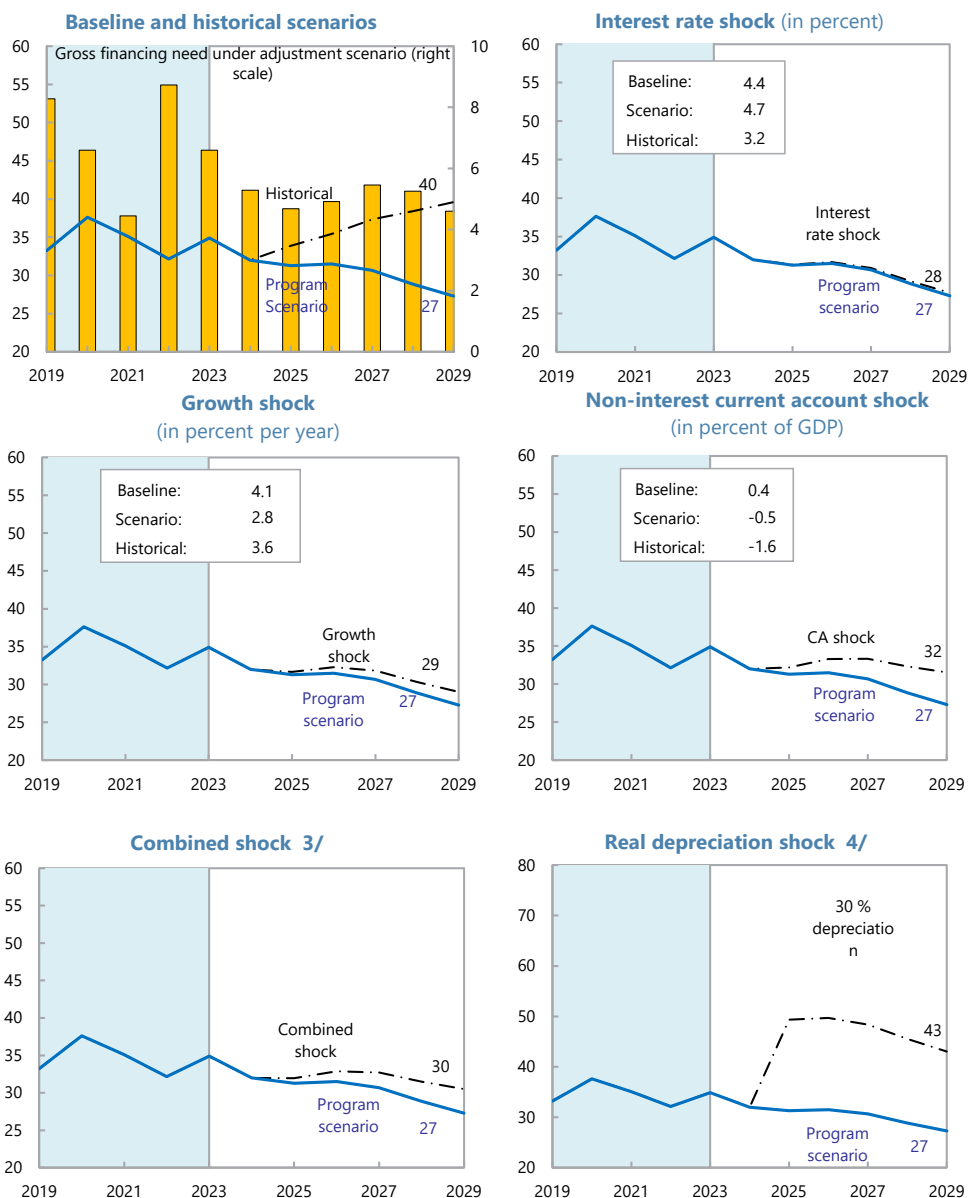 Baseline and historical scenarios
Gross financing need under adjustment scenario (right
scale)
60
55
50
45
40
35
30
25
20
10
8
6
4
2
0
Historical
40
Program
Scenario
27
2019 2021 2023 2025 2027 2029
Interest rate shock (in percent)
60
55
50
45
40
35
30
25
20
Baseline: 4.4
Scenario: 4.7
Historical: 3.2
Interest
rate shock
28
Program
scenario
27
2019 2021 2023 2025 2027 2029
Growth shock
(in percent per year)
60
55
50
45
40
35
30
25
20
Baseline: 4.1
Scenario: 2.8
Historical: 3.6
Growth
shock
29
Program
scenario
27
2019 2021 2023 2025 2027 2029
Non-interest current account shock
(in percent of GDP)
60
55
50
45
40
35
30
25
20
Baseline: 0.4
Scenario: -0.5
Historical: -1.6
CA shock
32
Program
scenario
27
2019 2021 2023 2025 2027 2029
Combined shock 3/
60
55
50
45
40
35
30
25
20
Combined
shock
30
Program
scenario
27
2019 2021 2023 2025 2027 2029
Real depreciation shock 4/
80
70
60
50
40
30
20
30 %
depreciatio
n
43
Program
scenario
27
2019 2021 2023 2025 2027 2029